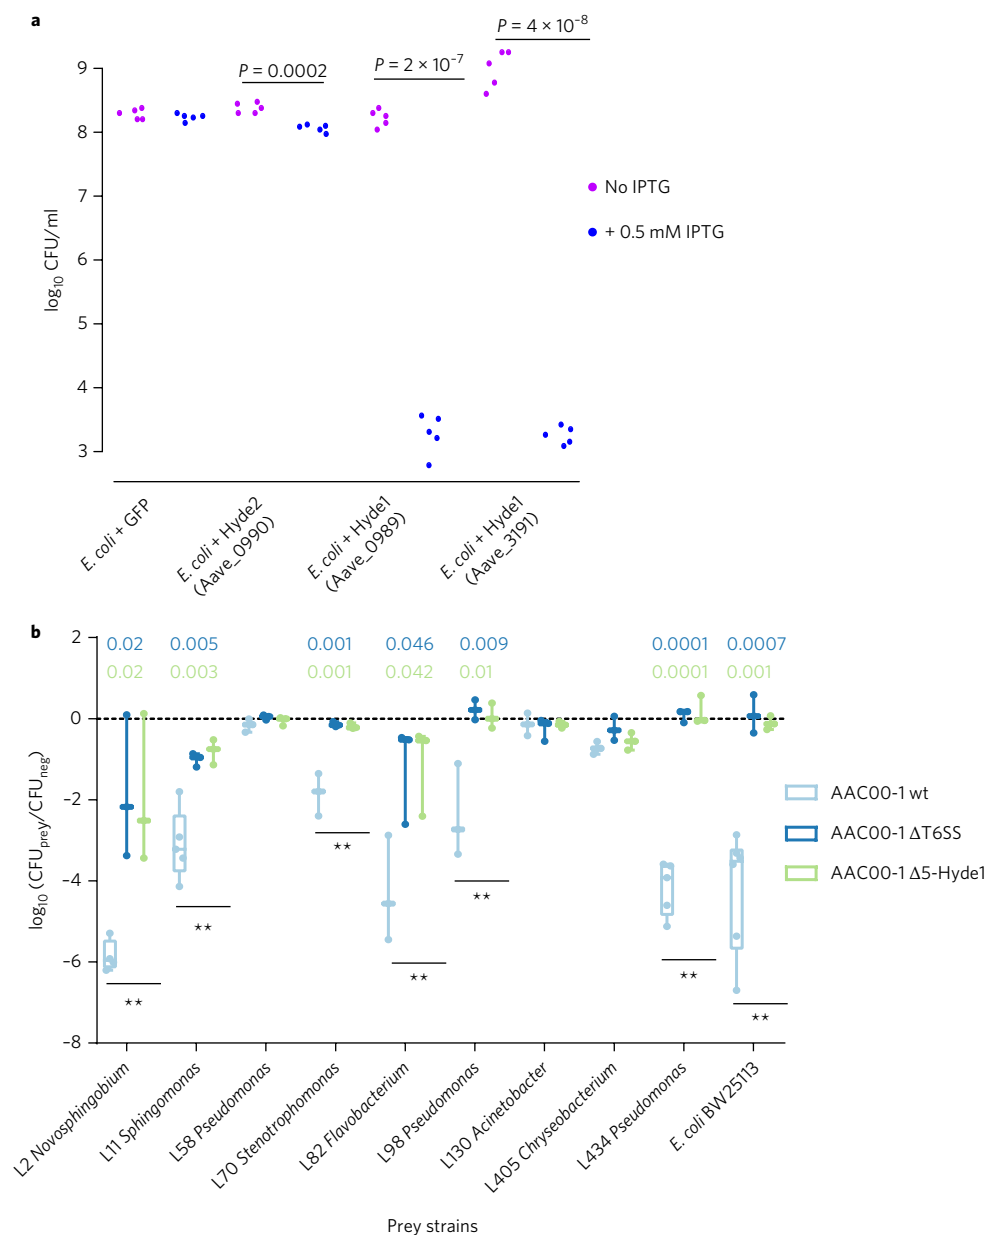 a
P = 4 × 10⁻⁸
P = 2 × 10⁻⁷
P = 0.0002
9
8
7
6
5
4
3
log₁₀ CFU/ml
No IPTG
+ 0.5 mM IPTG
E. coli + GFP
E. coli + Hyde2
(Aave_0990)
E. coli + Hyde1
(Aave_0989)
E. coli + Hyde1
(Aave_3191)
b
0.02 0.005 0.001 0.046 0.009 0.0001 0.0007
0.02 0.003 0.001 0.042 0.01 0.0001 0.001
2
0
−2
−4
−6
−8
log₁₀ (CFUprey/CFUneg)
**
**
**
**
**
**
**
AAC00-1 wt
AAC00-1 ΔT6SS
AAC00-1 Δ5-Hyde1
L2 Novosphingobium
L11 Sphingomonas
L58 Pseudomonas
L70 Stenotrophomonas
L82 Flavobacterium
L98 Pseudomonas
L130 Acinetobacter
L405 Chryseobacterium
L434 Pseudomonas
E. coli BW25113
Prey strains